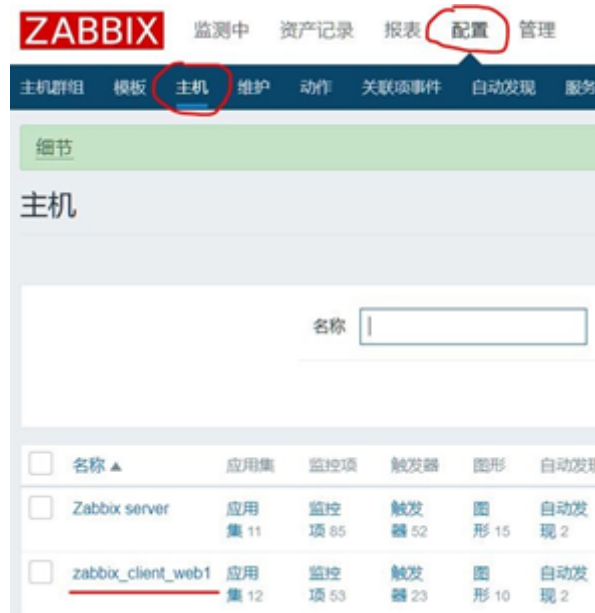 ZABBIX 监测中 资产记录 报表 配置 管理
主机群组 模板 主机 维护 动作 关联项事件 自动发现 服务
细节
主机
名称
名称▲ 应用集 监控项 触发器 图形 自动发现
Zabbix server 应用 监控 触发 图 自动发
集 11 项 85 器 52 形 15 现 2
zabbix_client_web1 应用 监控 触发 图 自动发
集 12 项 53 器 23 形 10 现 2